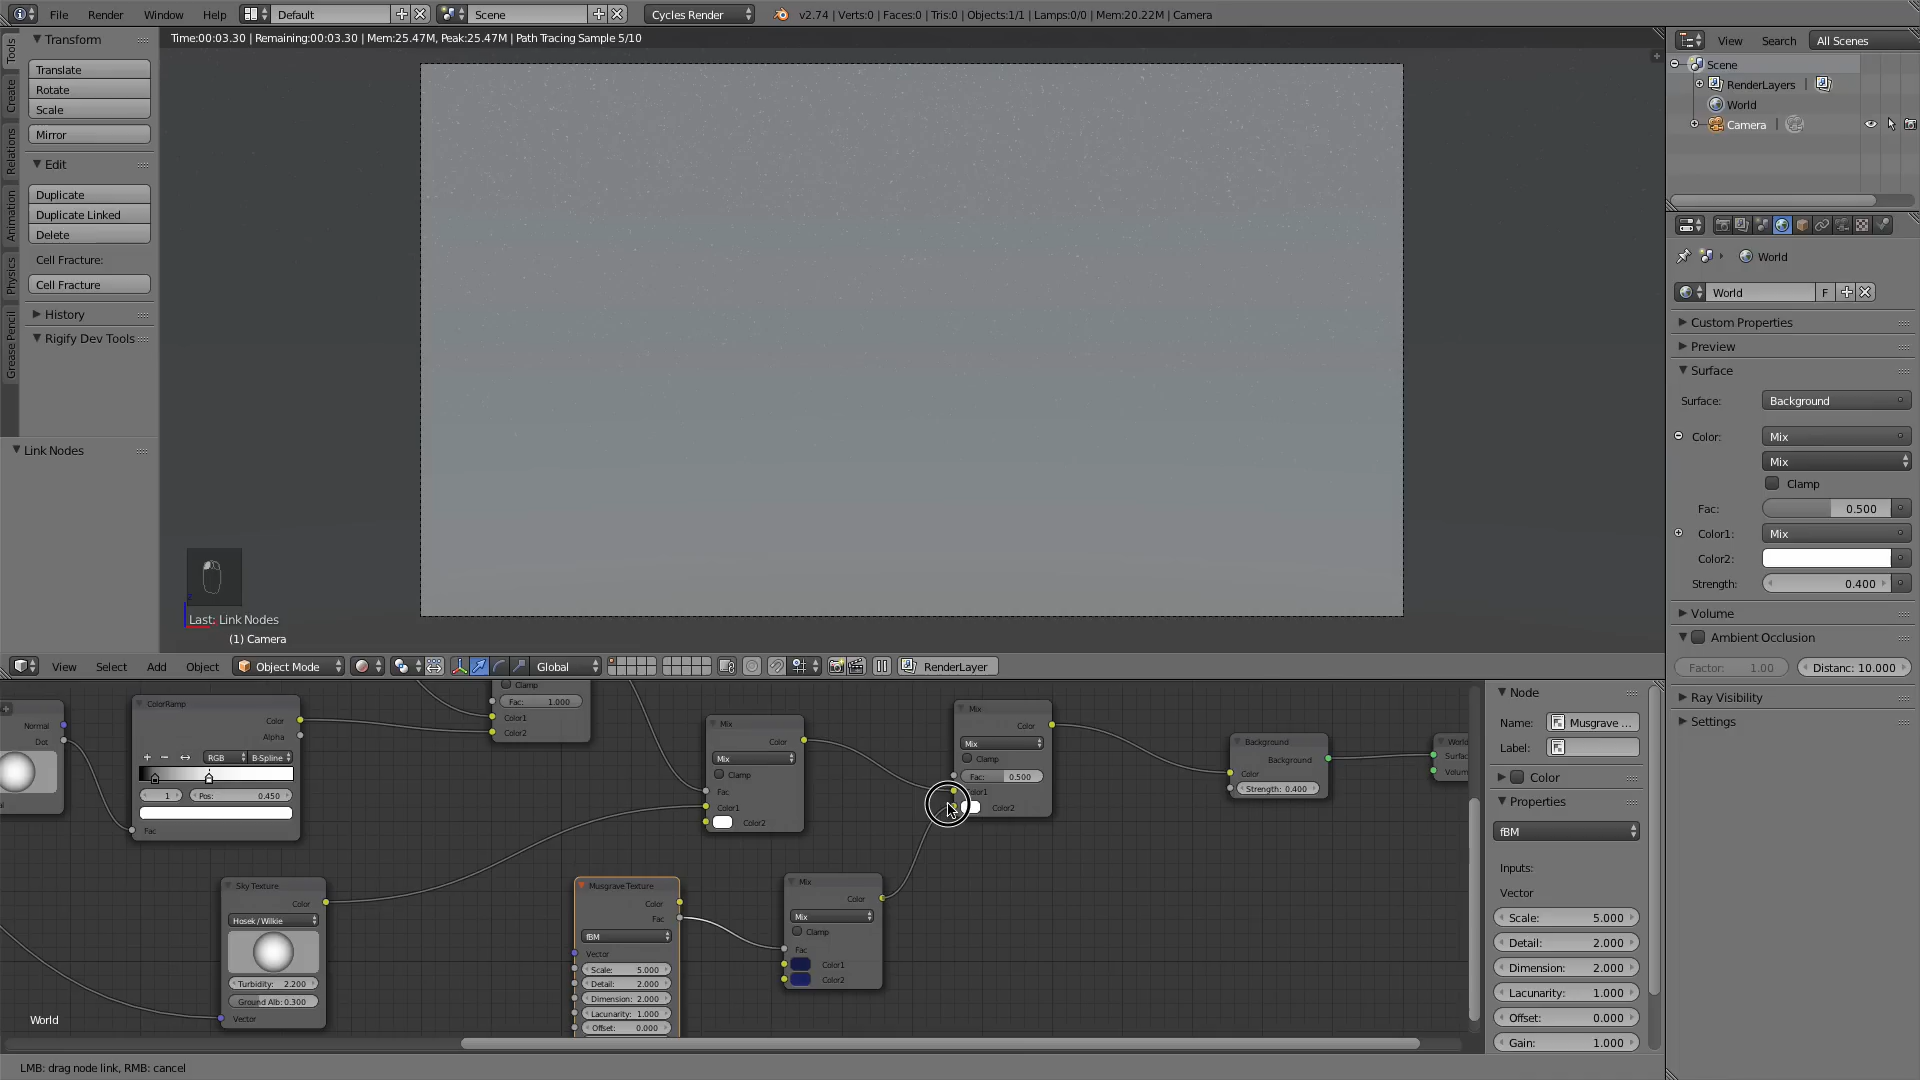 File Render Window Help Default Scene Cycles Render v2.74 | Verts:0 | Faces:0 | Tris:0 | Objects:1/1 | Lamps:0/0 | Mem:20.22M | Camera
Time:00:03.30 | Remaining:00:03.30 | Mem:25.47M, Peak:25.47M | Path Tracing Sample 5/10
Tools
Create
Relations
Animation
Physics
Grease Pencil
Transform
Translate
Rotate
Scale
Mirror
Edit
Duplicate
Duplicate Linked
Delete
Cell Fracture:
Cell Fracture
History
Rigify Dev Tools
Link Nodes
Last: Link Nodes
(1) Camera
View Search All Scenes
Scene
RenderLayers |
World
Camera |
World
World F
Custom Properties
Preview
Surface
Surface: Background
Color: Mix
Mix
Clamp
Fac: 0.500
Color1: Mix
Color2:
Strength: 0.400
Volume
Ambient Occlusion
Factor: 1.00 Distanc: 10.000
Ray Visibility
Settings
View Select Add Object Object Mode Global RenderLayer
Normal
Dot
ColorRamp
Color
Alpha
RGB B-Spline
1 Pos: 0.450
Fac
Clamp
Fac: 1.000
Color1
Color2
Mix
Color
Mix
Clamp
Fac
Color1
Color2
Mix
Color
Mix
Clamp
Fac: 0.500
Color1
Color2
Background
Background
Color
Strength: 0.400
World
Surfac
Volum
Sky Texture
Color
Hosek / Wilkie
Turbidity: 2.200
Ground Alb: 0.300
Vector
Musgrave Texture
Color
Fac
fBM
Vector
Scale: 5.000
Detail: 2.000
Dimension: 2.000
Lacunarity: 1.000
Offset: 0.000
Mix
Color
Mix
Clamp
Fac
Color1
Color2
World
Node
Name: Musgrave ...
Label:
Color
Properties
fBM
Inputs:
Vector
Scale: 5.000
Detail: 2.000
Dimension: 2.000
Lacunarity: 1.000
Offset: 0.000
Gain: 1.000
LMB: drag node link, RMB: cancel